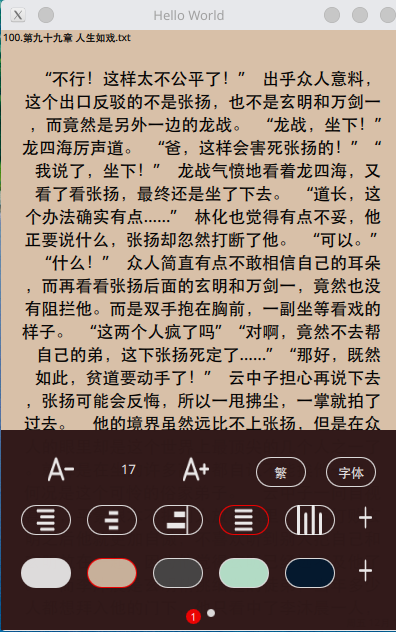 Hello World
100.第九十九章 人生如戏.txt
“不行！这样太不公平了！” 出乎众人意料，
这个出口反驳的不是张扬，也不是玄明和万剑一
，而竟然是另外一边的龙战。 “龙战，坐下！”
龙四海厉声道。 “爸，这样会害死张扬的！” “
我说了，坐下！” 龙战气愤地看着龙四海，又
看了看张扬，最终还是坐了下去。 “道长，这
个办法确实有点……” 林化也觉得有点不妥，他
正要说什么，张扬却忽然打断了他。 “可以。”
“什么！” 众人简直有点不敢相信自己的耳朵
，而再看看张扬后面的玄明和万剑一，竟然也没
有阻拦他。而是双手抱在胸前，一副坐等看戏的
样子。 “这两个人疯了吗” “对啊，竟然不去帮
自己的弟，这下张扬死定了……” “那好，既然
如此，贫道要动手了！” 云中子担心再说下去
，张扬可能会反悔，所以一甩拂尘，一掌就拍了
过去。 他的境界虽然远比不上张扬，但是在众
A- 17 A+ 繁 字体
1